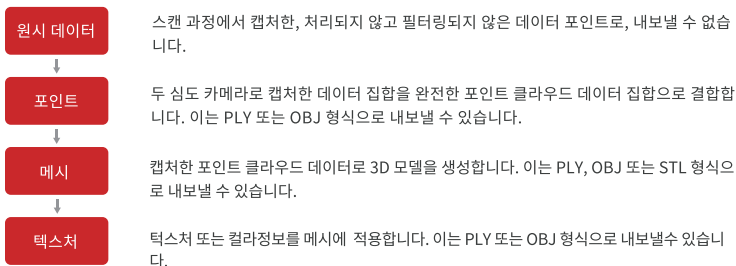 원시 데이터
스캔 과정에서 캡처한, 처리되지 않고 필터링되지 않은 데이터 포인트로, 내보낼 수 없습
니다.
포인트
두 심도 카메라로 캡처한 데이터 집합을 완전한 포인트 클라우드 데이터 집합으로 결합합
니다. 이는 PLY 또는 OBJ 형식으로 내보낼 수 있습니다.
메시
캡처한 포인트 클라우드 데이터로 3D 모델을 생성합니다. 이는 PLY, OBJ 또는 STL 형식으
로 내보낼 수 있습니다.
텍스처
턱스처 또는 컬라정보를 메시에 적용합니다. 이는 PLY 또는 OBJ 형식으로 내보낼수 있습니
다.